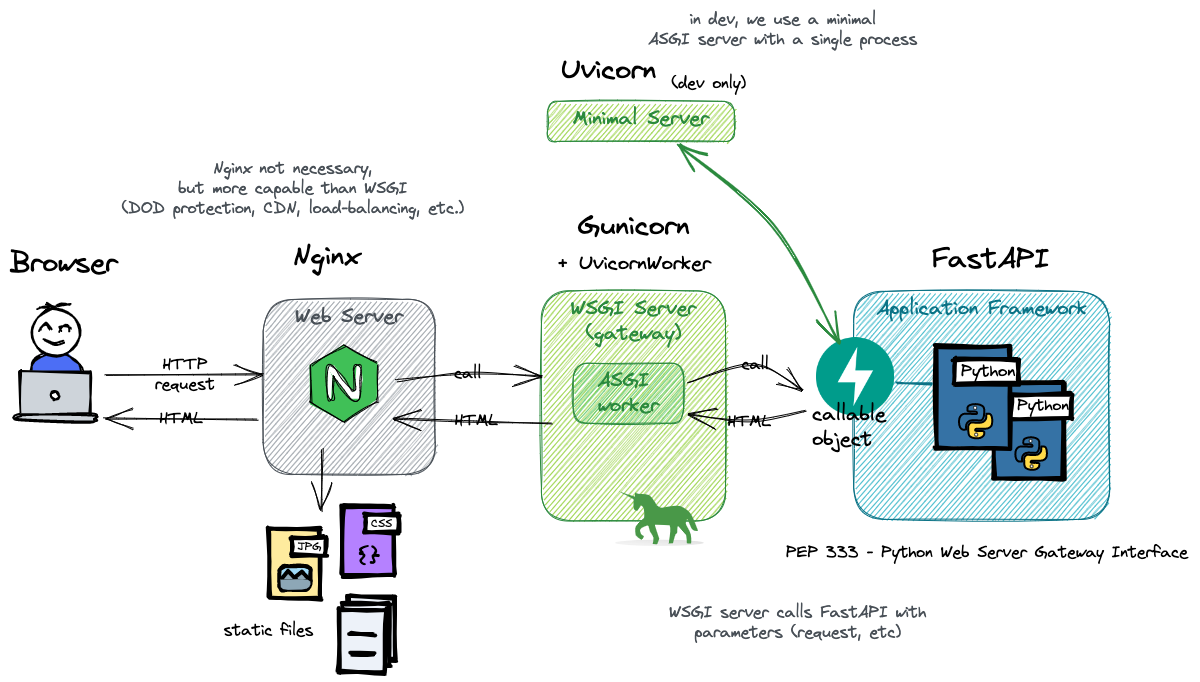 in dev, we use a minimal
ASGI server with a single process
Uvicorn (dev only)
Minimal Server
Nginx not necessary,
but more capable than WSGI
(DOD protection, CDN, load-balancing, etc.)
Browser
Nginx
Gunicorn
+ UvicornWorker
FastAPI
Web Server
WSGI Server
(gateway)
Application Framework
HTTP
request
HTML
N
call
HTML
ASGI
worker
call
HTML
callable
object
Python
Python
JPG
CSS
{}
static files
PEP 333 - Python Web Server Gateway Interface
WSGI server calls FastAPI with
parameters (request, etc)